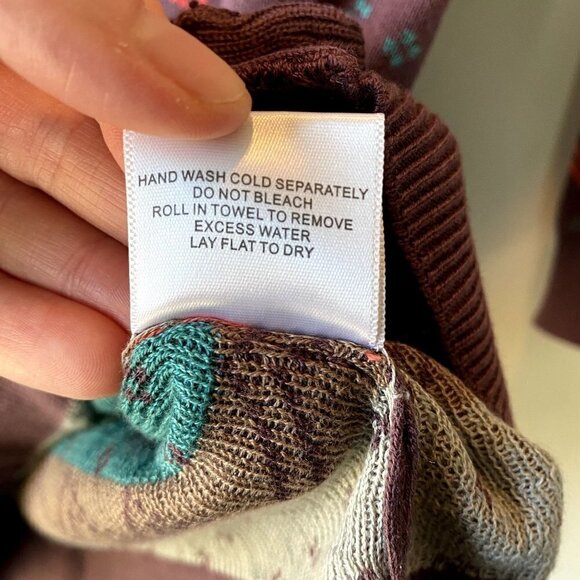 HAND WASH COLD SEPARATELY
DO NOT BLEACH
ROLL IN TOWEL TO REMOVE
EXCESS WATER
LAY FLAT TO DRY